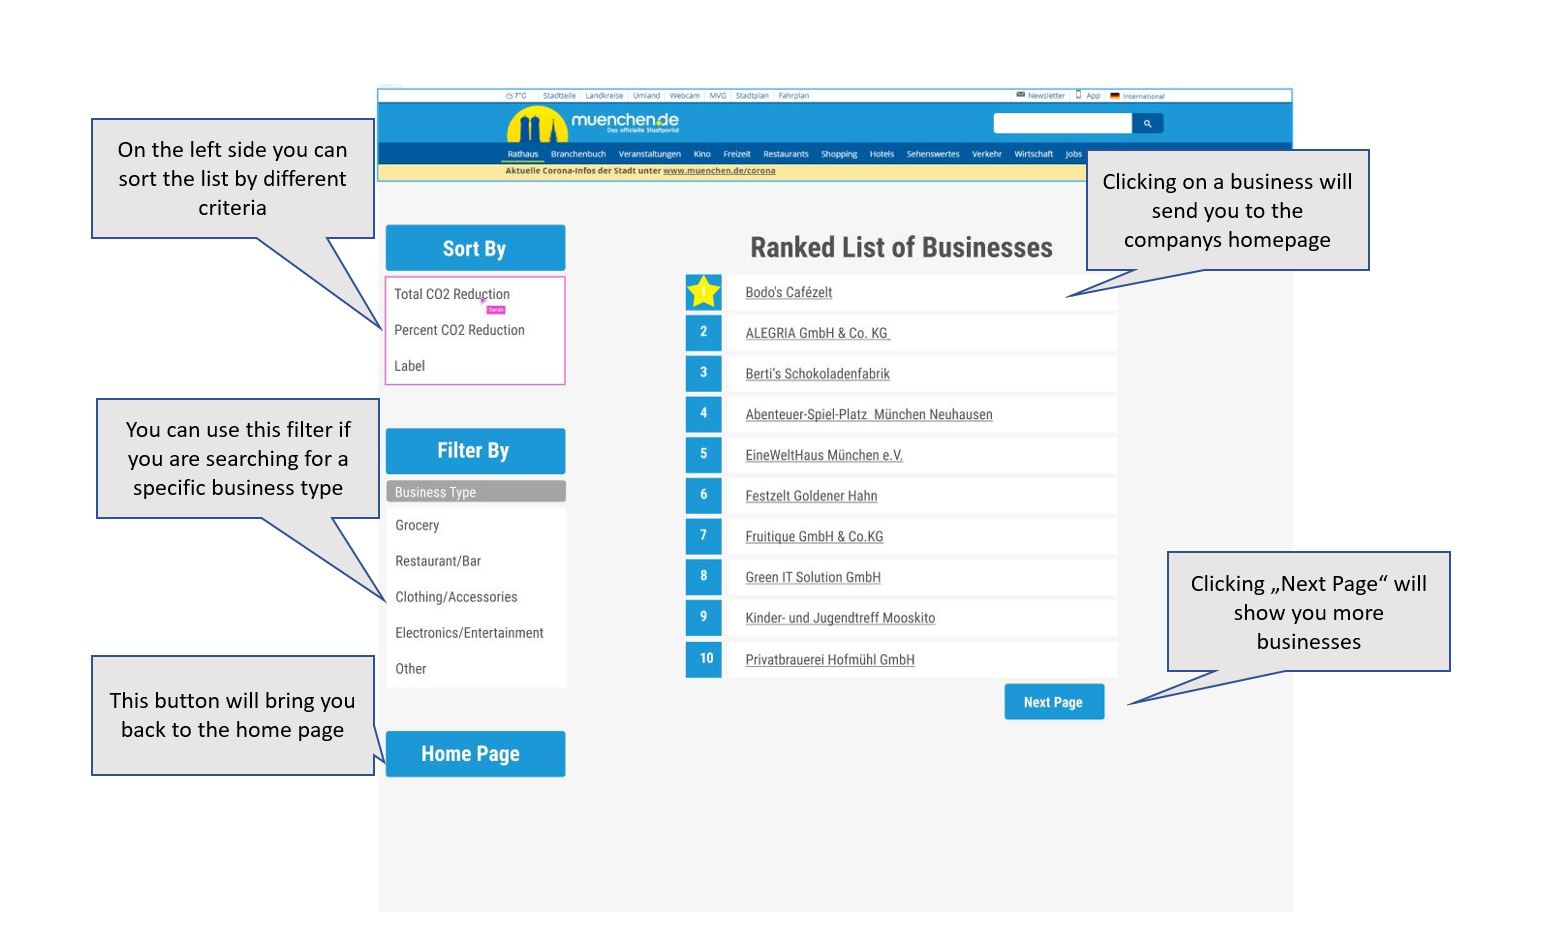 7°C Stadtteile Landkreise Umland Webcam MVG Stadtplan Fahrplan Newsletter App International
muenchen.de
Das offizielle Stadtportal
Rathaus Branchenbuch Veranstaltungen Kino Freizeit Restaurants Shopping Hotels Sehenswertes Verkehr Wirtschaft Jobs
Aktuelle Corona-Infos der Stadt unter www.muenchen.de/corona
On the left side you can
sort the list by different
criteria
Clicking on a business will
send you to the
companys homepage
Sort By
Total CO2 Reduction
Sarah
Percent CO2 Reduction
Label
You can use this filter if
you are searching for a
specific business type
Filter By
Business Type
Grocery
Restaurant/Bar
Clothing/Accessories
Electronics/Entertainment
Other
This button will bring you
back to the home page
Home Page
Ranked List of Businesses
1 Bodo's Cafézelt
2 ALEGRIA GmbH & Co. KG
3 Berti's Schokoladenfabrik
4 Abenteuer-Spiel-Platz München Neuhausen
5 EineWeltHaus München e.V.
6 Festzelt Goldener Hahn
7 Fruitique GmbH & Co.KG
8 Green IT Solution GmbH
9 Kinder- und Jugendtreff Mooskito
10 Privatbrauerei Hofmühl GmbH
Next Page
Clicking „Next Page“ will
show you more
businesses